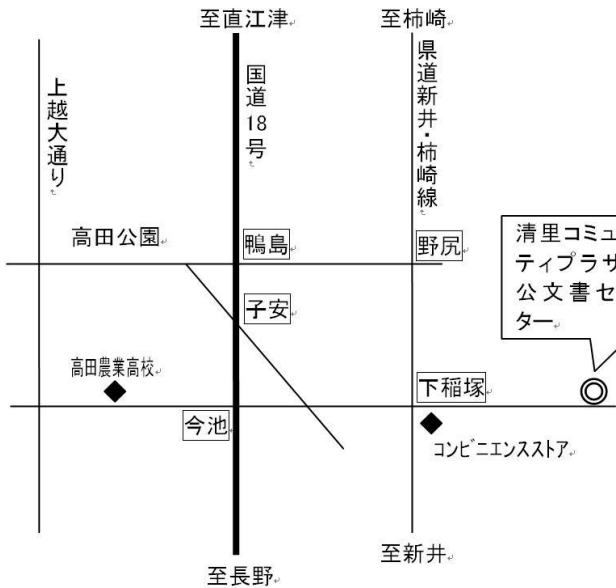 至直江津
至柿崎
上越大通り
国道18号
県道新井・柿崎線
高田公園
鴨島
野尻
清里コミュ
ティプラサ
公文書セ
ター
子安
高田農業高校
下稲塚
今池
コンビニエンスストア
至長野
至新井